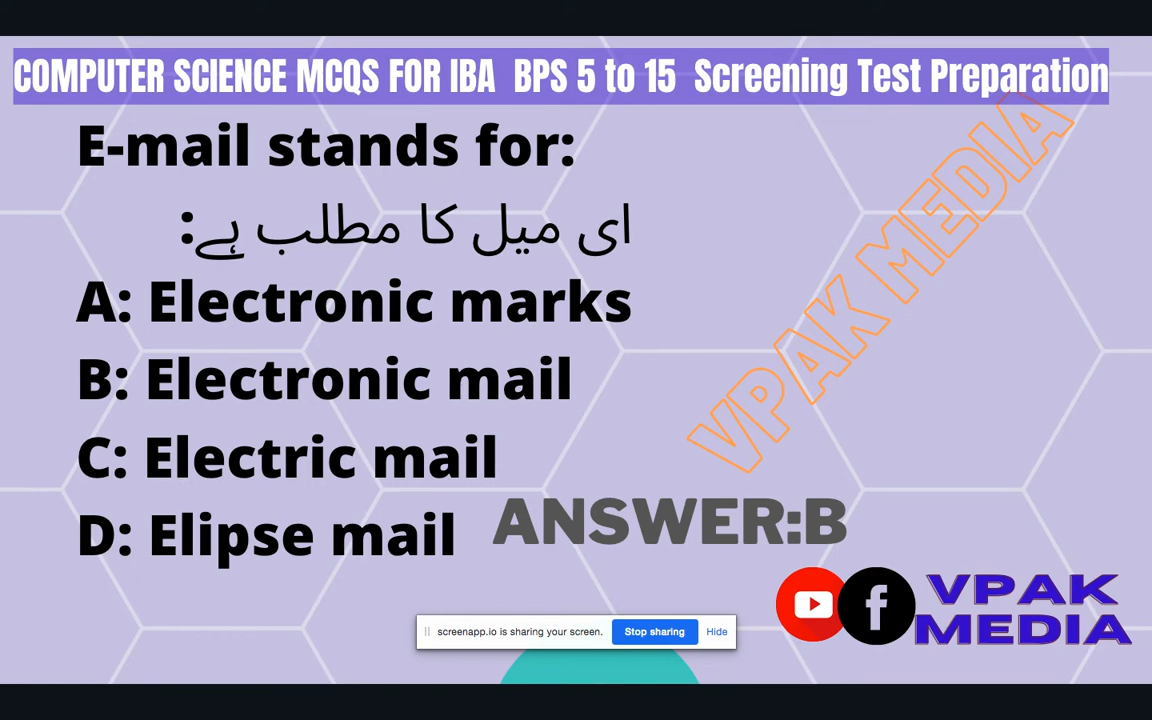 COMPUTER SCIENCE MCQS FOR IBA BPS 5 to 15 Screening Test Preparation
E-mail stands for:
ای میل کا مطلب ہے:
A: Electronic marks
B: Electronic mail
C: Electric mail
D: Elipse mail
ANSWER:B
VPAK MEDIA
VPAK
MEDIA
screenapp.io is sharing your screen.
Stop sharing
Hide